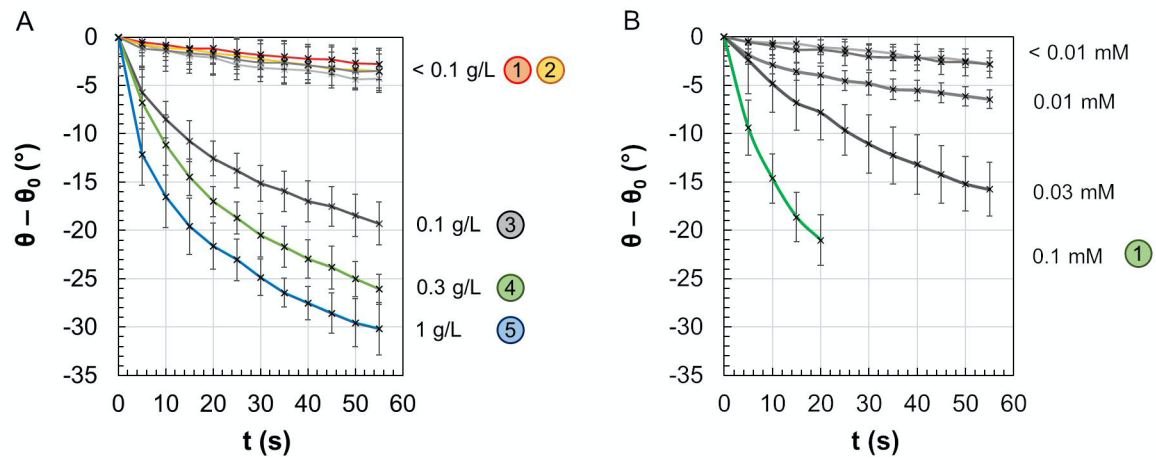 A
θ − θ0 (°)
0
-5
-10
-15
-20
-25
-30
-35
0 10 20 30 40 50 60
t (s)
< 0.1 g/L 1 2
0.1 g/L 3
0.3 g/L 4
1 g/L 5
B
θ − θ0 (°)
0
-5
-10
-15
-20
-25
-30
-35
0 10 20 30 40 50 60
t (s)
< 0.01 mM
0.01 mM
0.03 mM
0.1 mM 1